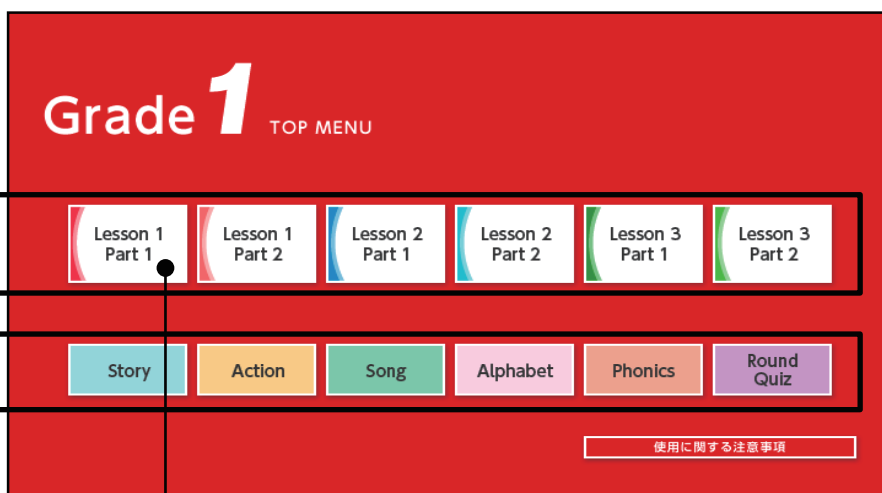 Grade 1 TOP MENU
Lesson 1
Part 1
Lesson 1
Part 2
Lesson 2
Part 1
Lesson 2
Part 2
Lesson 3
Part 1
Lesson 3
Part 2
Story
Action
Song
Alphabet
Phonics
Round
Quiz
使用に関する注意事項